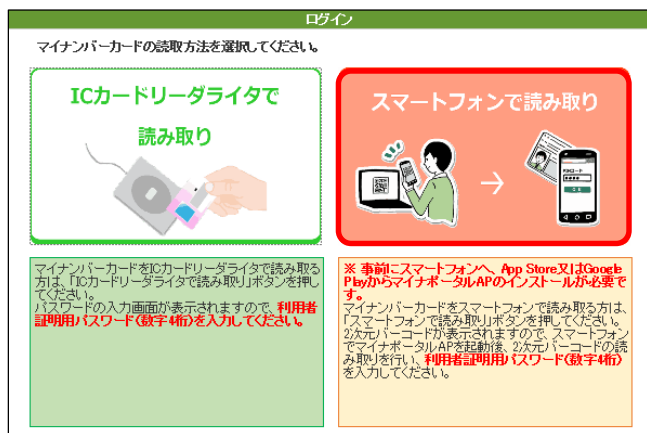 ログイン
マイナンバーカードの読取方法を選択してください。
ICカードリーダライタで
読み取り
スマートフォンで読み取り
マイナンバーカードをICカードリーダライタで読み取る
方は、「ICカードリーダライタで読み取り」ボタンを押し
てください。
パスワードの入力画面が表示されますので、利用者
証明用パスワード(数字4桁)を入力してください。
※ 事前にスマートフォンへ、App Store又はGoogle
PlayからマイナポータルAPのインストールが必要で
す。
マイナンバーカードをスマートフォンで読み取る方は、
「スマートフォンで読み取り」ボタンを押してください。
2次元バーコードが表示されますので、スマートフォン
でマイナポータルAPを起動後、2次元バーコードの読
み取りを行い、利用者証明用パスワード(数字4桁)
を入力してください。